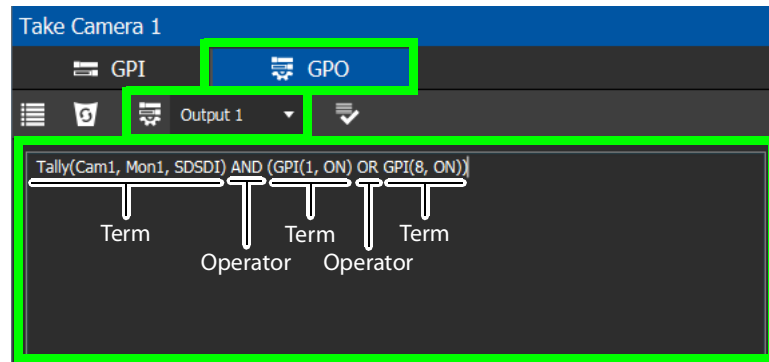 Take Camera 1
GPI GPO
Output 1
Tally(Cam1, Mon1, SDSDI) AND (GPI(1, ON) OR GPI(8, ON))
Term Term Term
Operator Operator